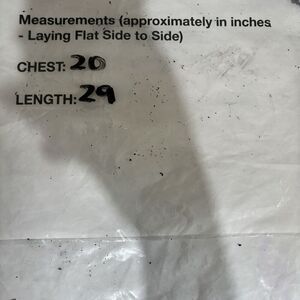 Measurements (approximately in inches
- Laying Flat Side to Side)
CHEST: 20
LENGTH: 29